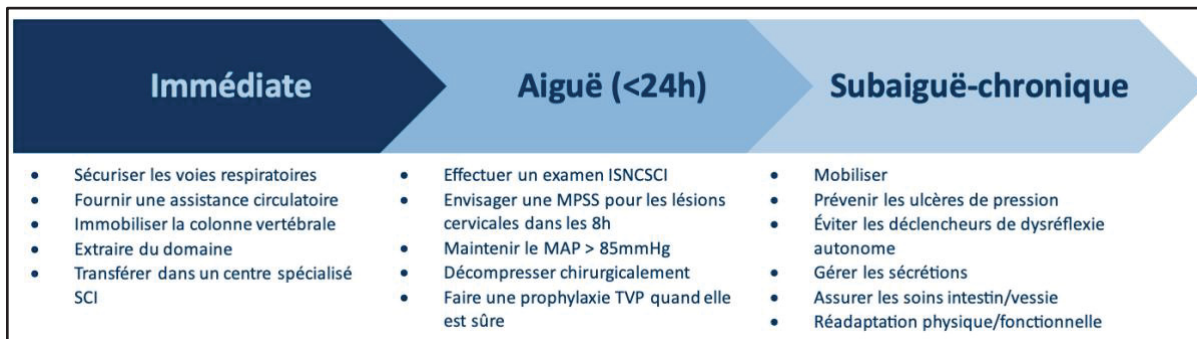 Immédiate
Aiguë (<24h)
Subaiguë-chronique
• Sécuriser les voies respiratoires
• Fournir une assistance circulatoire
• Immobiliser la colonne vertébrale
• Extraire du domaine
• Transférer dans un centre spécialisé
SCI
• Effectuer un examen ISNCSCI
• Envisager une MPSS pour les lésions
cervicales dans les 8h
• Maintenir le MAP > 85mmHg
• Décompresser chirurgicalement
• Faire une prophylaxie TVP quand elle
est sûre
• Mobiliser
• Prévenir les ulcères de pression
• Éviter les déclencheurs de dysréflexie
autonome
• Gérer les sécrétions
• Assurer les soins intestin/vessie
• Réadaptation physique/fonctionnelle